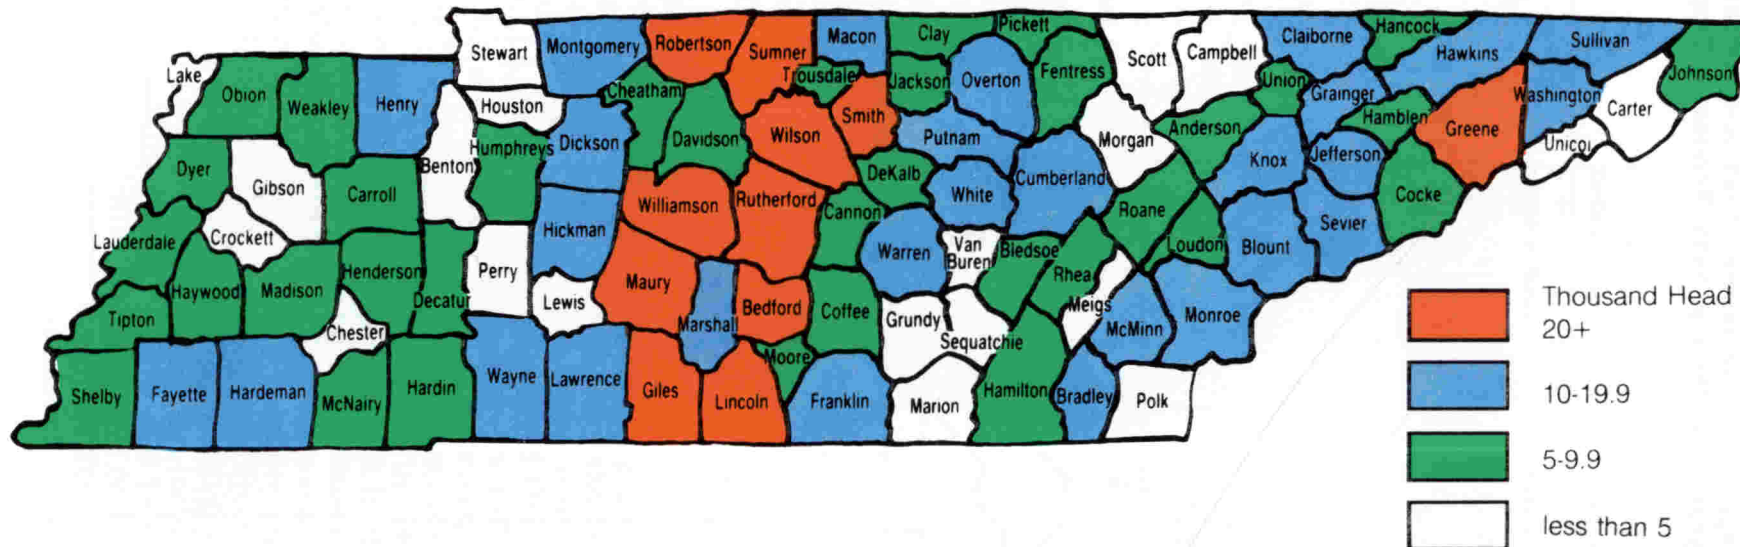 Lake
Obion
Weakley
Henry
Stewart
Montgomery
Robertson
Sumner
Macon
Clay
Pickett
Scott
Campbell
Claiborne
Hancock
Hawkins
Sullivan
Johnson
Houston
Cheatham
Trousdale
Jackson
Overton
Fentress
Union
Grainger
Washington
Carter
Dyer
Gibson
Carroll
Benton
Humphreys
Dickson
Davidson
Wilson
Smith
Putnam
Morgan
Anderson
Hamblen
Greene
Unicoi
Knox
Jefferson
DeKalb
White
Cumberland
Lauderdale
Crockett
Williamson
Rutherford
Cannon
Roane
Cocke
Hickman
Warren
Van
Buren
Bledsoe
Loudon
Blount
Sevier
Haywood
Madison
Henderson
Decatur
Perry
Lewis
Maury
Rhea
Meigs
Tipton
Chester
Marshall
Bedford
Coffee
Grundy
Sequatchie
McMinn
Monroe
Shelby
Fayette
Hardeman
McNairy
Hardin
Wayne
Lawrence
Giles
Lincoln
Moore
Franklin
Marion
Hamilton
Bradley
Polk
Thousand Head
20+
10-19.9
5-9.9
less than 5